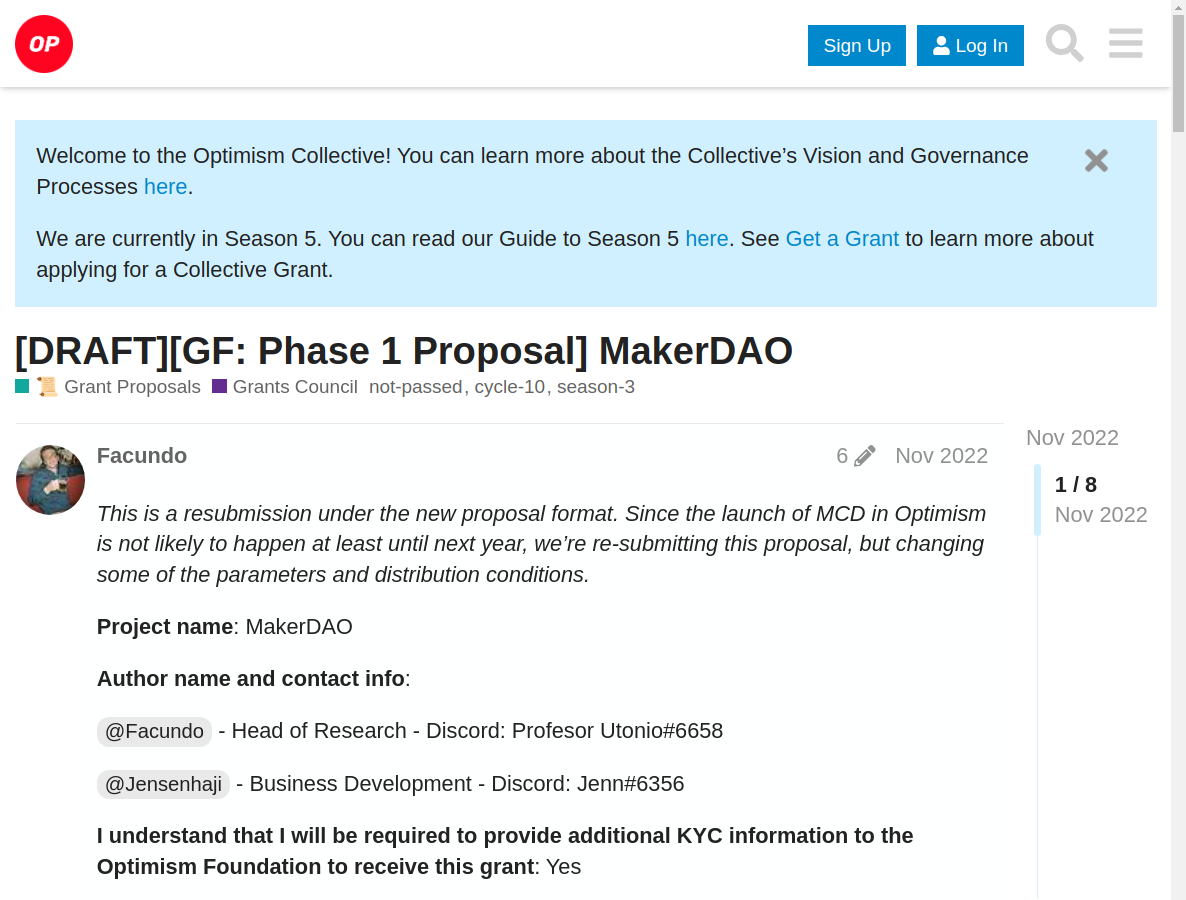 OP
Sign Up
Log In
Welcome to the Optimism Collective! You can learn more about the Collective’s Vision and Governance
Processes here.
We are currently in Season 5. You can read our Guide to Season 5 here. See Get a Grant to learn more about
applying for a Collective Grant.
[DRAFT][GF: Phase 1 Proposal] MakerDAO
📜 Grant Proposals Grants Council not-passed, cycle-10, season-3
Facundo
6
Nov 2022
Nov 2022
1 / 8
Nov 2022
This is a resubmission under the new proposal format. Since the launch of MCD in Optimism
is not likely to happen at least until next year, we’re re-submitting this proposal, but changing
some of the parameters and distribution conditions.
Project name: MakerDAO
Author name and contact info:
@Facundo - Head of Research - Discord: Profesor Utonio#6658
@Jensenhaji - Business Development - Discord: Jenn#6356
I understand that I will be required to provide additional KYC information to the
Optimism Foundation to receive this grant: Yes